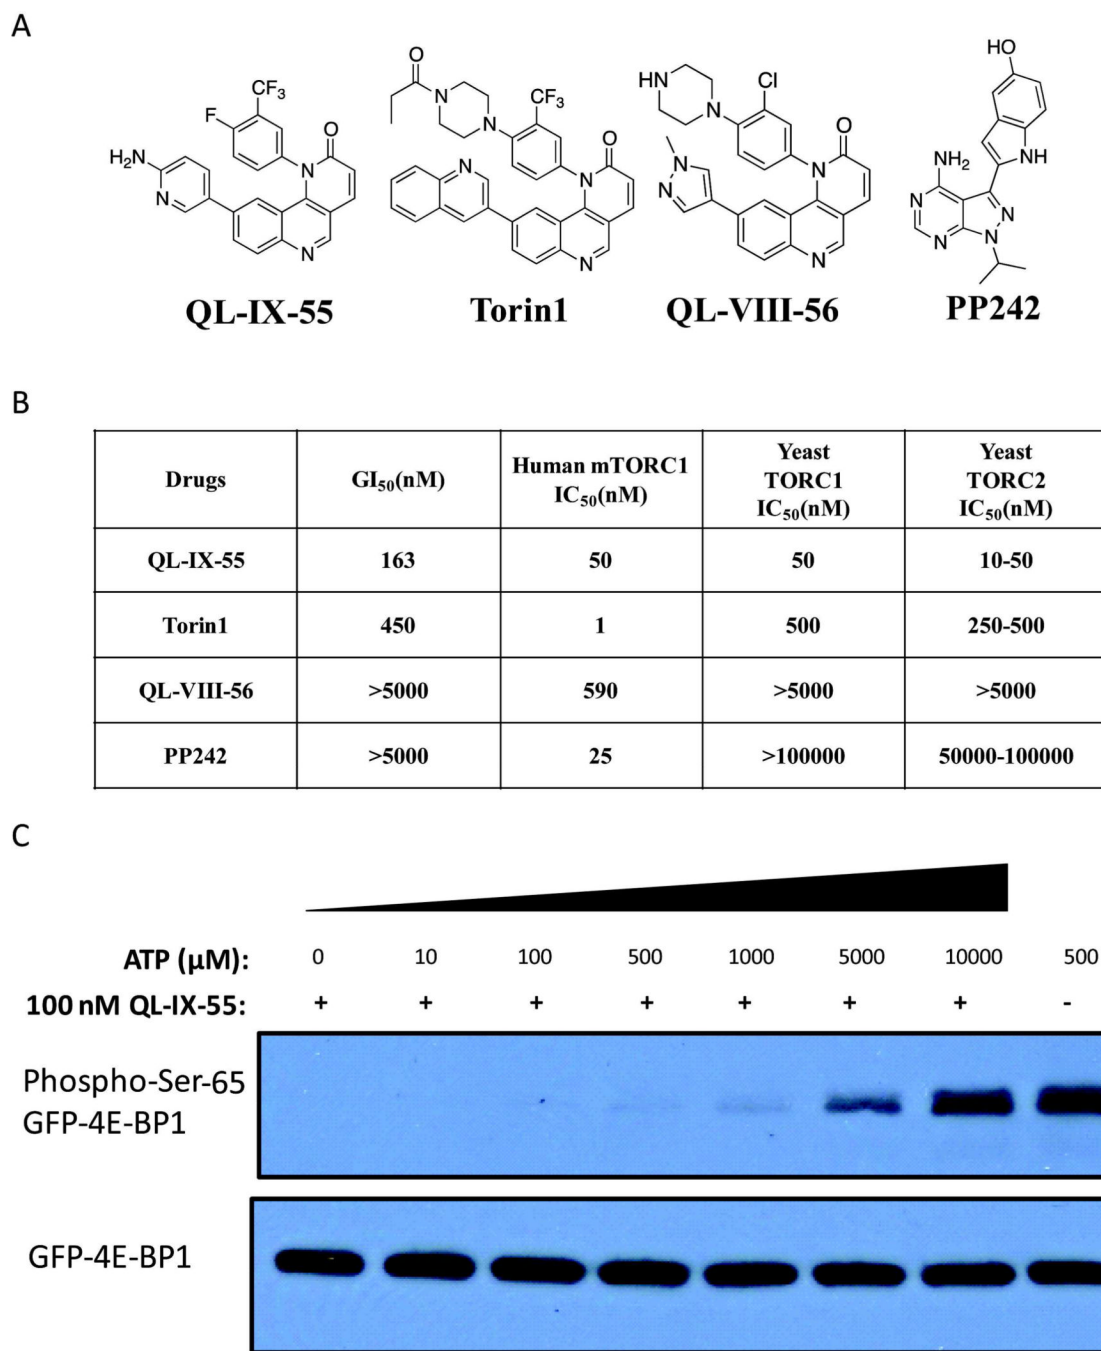 A
O
N
N
CF₃
O
N
N
N
HN
N
Cl
O
N
N
N
N
HO
NH
NH₂
N
N
N
N
CF₃
F
O
N
H₂N
N
N
QL-IX-55
Torin1
QL-VIII-56
PP242
B
Drugs
GI₅₀(nM)
Human mTORC1
IC₅₀(nM)
Yeast
TORC1
IC₅₀(nM)
Yeast
TORC2
IC₅₀(nM)
QL-IX-55 163 50 50 10-50
Torin1 450 1 500 250-500
QL-VIII-56 >5000 590 >5000 >5000
PP242 >5000 25 >100000 50000-100000
C
ATP (µM): 0 10 100 500 1000 5000 10000 500
100 nM QL-IX-55: + + + + + + + -
Phospho-Ser-65
GFP-4E-BP1
GFP-4E-BP1